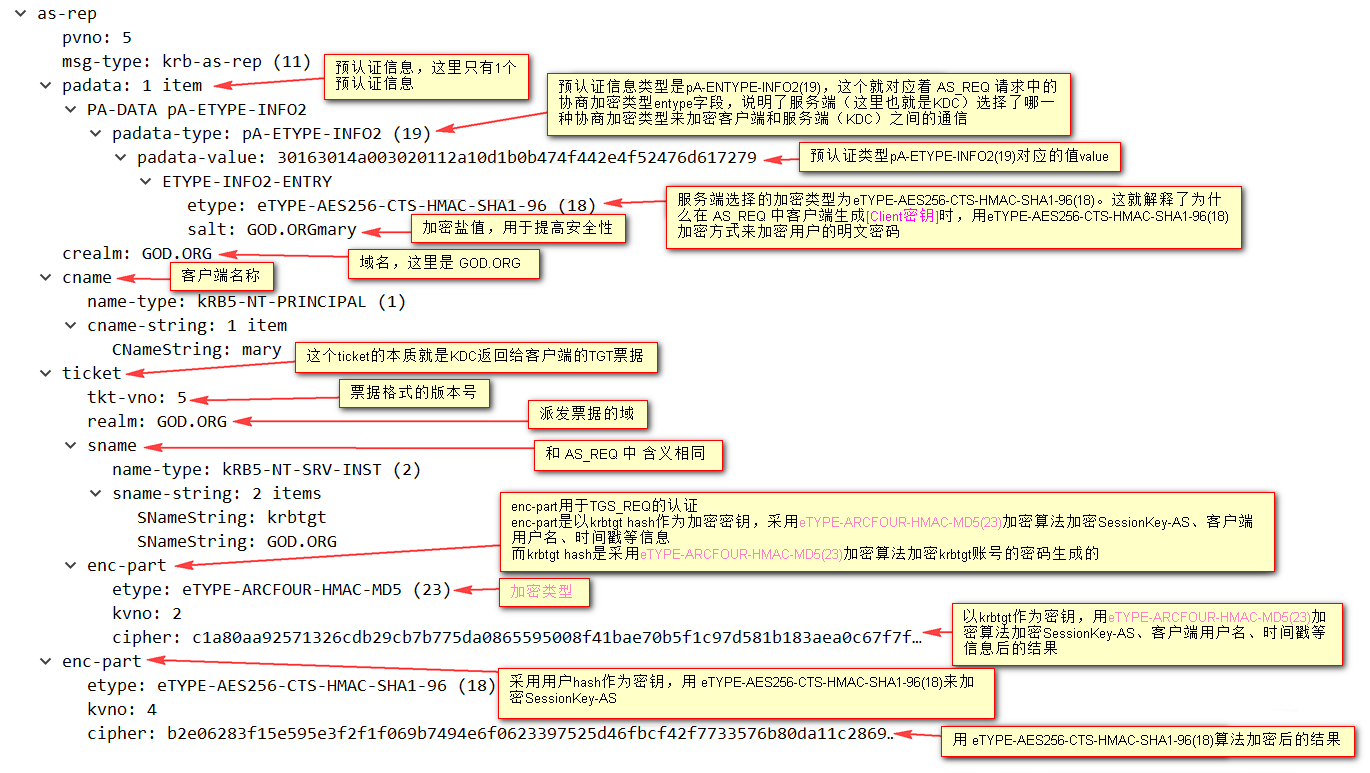 as-rep
pvno: 5
msg-type: krb-as-rep (11)
预认证信息，这里只有1个
预认证信息
padata: 1 item
预认证信息类型是pA-ENTYPE-INFO2(19)，这个就对应着 AS_REQ 请求中的
协商加密类型entype字段，说明了服务端（这里也就是KDC）选择了哪一
种协商加密类型来加密客户端和服务端（KDC）之间的通信
PA-DATA pA-ETYPE-INFO2
padata-type: pA-ETYPE-INFO2 (19)
padata-value: 30163014a003020112a10d1b0b474f442e4f52476d617279
预认证类型pA-ETYPE-INFO2(19)对应的值value
ETYPE-INFO2-ENTRY
etype: eTYPE-AES256-CTS-HMAC-SHA1-96 (18)
服务端选择的加密类型为eTYPE-AES256-CTS-HMAC-SHA1-96(18)。这就解释了为什
么在 AS_REQ 中客户端生成[Client密钥]时，用eTYPE-AES256-CTS-HMAC-SHA1-96(18)
加密方式来加密用户的明文密码
salt: GOD.ORGmary
加密盐值，用于提高安全性
crealm: GOD.ORG
域名，这里是 GOD.ORG
cname
客户端名称
name-type: kRB5-NT-PRINCIPAL (1)
cname-string: 1 item
CNameString: mary
这个ticket的本质就是KDC返回给客户端的TGT票据
ticket
tkt-vno: 5
票据格式的版本号
realm: GOD.ORG
派发票据的域
sname
和 AS_REQ 中 含义相同
name-type: kRB5-NT-SRV-INST (2)
sname-string: 2 items
SNameString: krbtgt
SNameString: GOD.ORG
enc-part用于TGS_REQ的认证
enc-part是以krbtgt hash作为加密密钥，采用eTYPE-ARCFOUR-HMAC-MD5(23)加密算法加密SessionKey-AS、客户端
用户名、时间戳等信息
而krbtgt hash是采用eTYPE-ARCFOUR-HMAC-MD5(23)加密算法加密krbtgt账号的密码生成的
enc-part
etype: eTYPE-ARCFOUR-HMAC-MD5 (23)
加密类型
kvno: 2
cipher: c1a80aa92571326cdb29cb7b775da0865595008f41bae70b5f1c97d581b183aea0c67f7f…
以krbtgt作为密钥，用eTYPE-ARCFOUR-HMAC-MD5(23)加
密算法加密SessionKey-AS、客户端用户名、时间戳等
信息后的结果
enc-part
采用用户hash作为密钥，用 eTYPE-AES256-CTS-HMAC-SHA1-96(18)来加
密SessionKey-AS
etype: eTYPE-AES256-CTS-HMAC-SHA1-96 (18)
kvno: 4
cipher: b2e06283f15e595e3f2f1f069b7494e6f0623397525d46fbcf42f7733576b80da11c2869…
用 eTYPE-AES256-CTS-HMAC-SHA1-96(18)算法加密后的结果